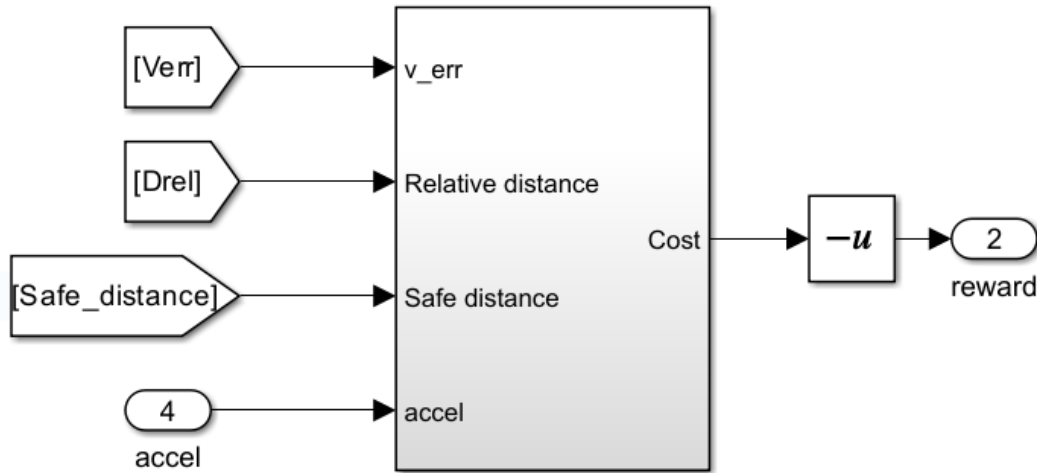 [Verr]
v_err
[Drel]
Relative distance
Cost
-u
2
reward
[Safe_distance]
Safe distance
4
accel
accel